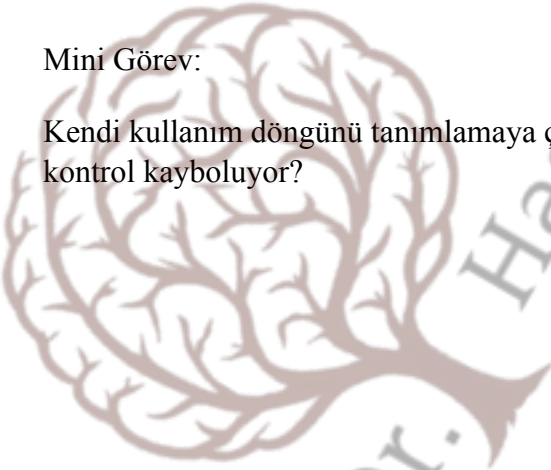 Mini Görev:
Kendi kullanım döngünü tanımlamaya
kontrol kayboluyor?